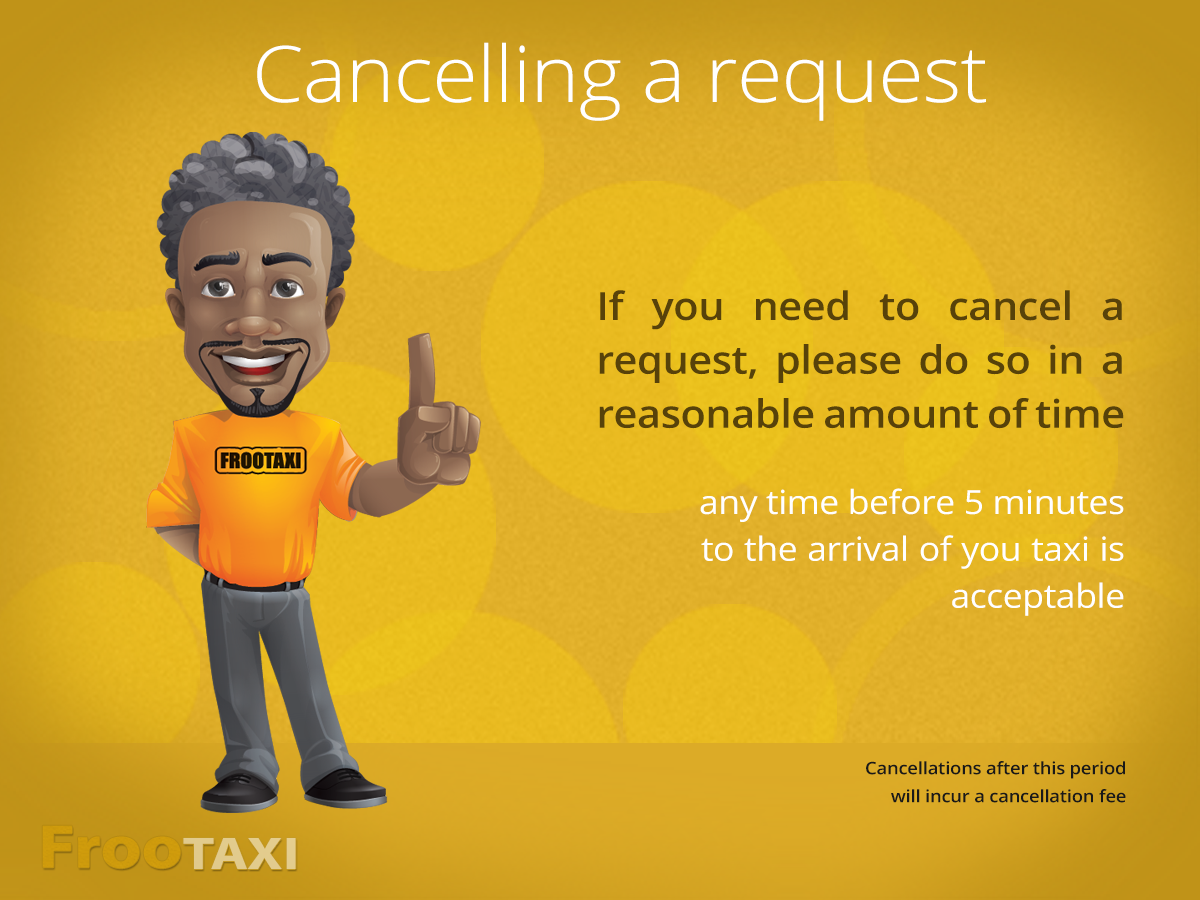 Cancelling a request
FROOTAXI
If you need to cancel a
request, please do so in a
reasonable amount of time
any time before 5 minutes
to the arrival of you taxi is
acceptable
Cancellations after this period
will incur a cancellation fee
FrooTAXI